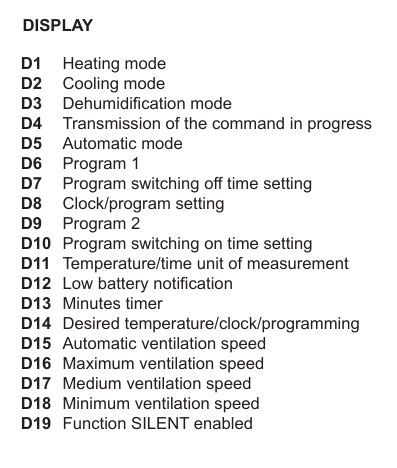 DISPLAY
D1 Heating mode
D2 Cooling mode
D3 Dehumidification mode
D4 Transmission of the command in progress
D5 Automatic mode
D6 Program 1
D7 Program switching off time setting
D8 Clock/program setting
D9 Program 2
D10 Program switching on time setting
D11 Temperature/time unit of measurement
D12 Low battery notification
D13 Minutes timer
D14 Desired temperature/clock/programming
D15 Automatic ventilation speed
D16 Maximum ventilation speed
D17 Medium ventilation speed
D18 Minimum ventilation speed
D19 Function SILENT enabled